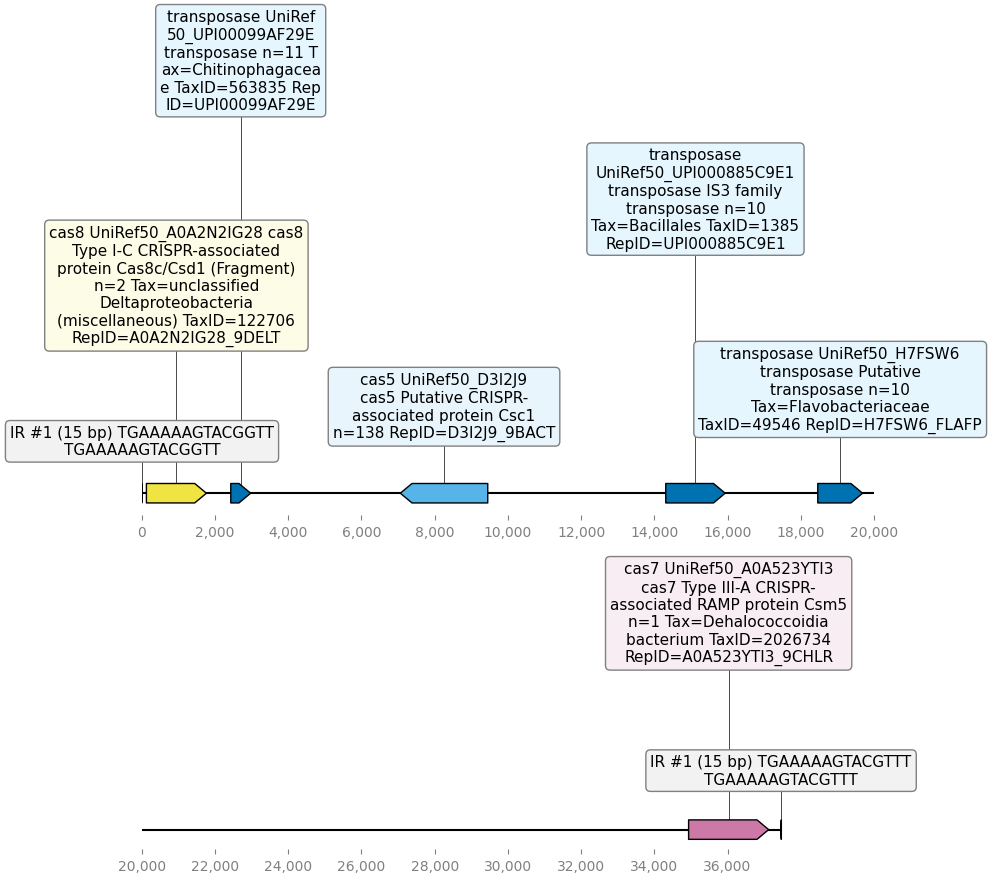 transposase UniRef
50_UPI00099AF29E
transposase n=11 T
ax=Chitinophagacea
e TaxID=563835 Rep
ID=UPI00099AF29E
transposase
UniRef50_UPI000885C9E1
transposase IS3 family
transposase n=10
Tax=Bacillales TaxID=1385
RepID=UPI000885C9E1
cas8 UniRef50_A0A2N2IG28 cas8
Type I-C CRISPR-associated
protein Cas8c/Csd1 (Fragment)
n=2 Tax=unclassified
Deltaproteobacteria
(miscellaneous) TaxID=122706
RepID=A0A2N2IG28_9DELT
transposase UniRef50_H7FSW6
transposase Putative
transposase n=10
Tax=Flavobacteriaceae
TaxID=49546 RepID=H7FSW6_FLAFP
cas5 UniRef50_D3I2J9
cas5 Putative CRISPR-
associated protein Csc1
n=138 RepID=D3I2J9_9BACT
IR #1 (15 bp) TGAAAAAGTACGGTT
TGAAAAAGTACGGTT
0 2,000 4,000 6,000 8,000 10,000 12,000 14,000 16,000 18,000 20,000
cas7 UniRef50_A0A523YTI3
cas7 Type III-A CRISPR-
associated RAMP protein Csm5
n=1 Tax=Dehalococcoidia
bacterium TaxID=2026734
RepID=A0A523YTI3_9CHLR
IR #1 (15 bp) TGAAAAAGTACGTTT
TGAAAAAGTACGTTT
20,000 22,000 24,000 26,000 28,000 30,000 32,000 34,000 36,000